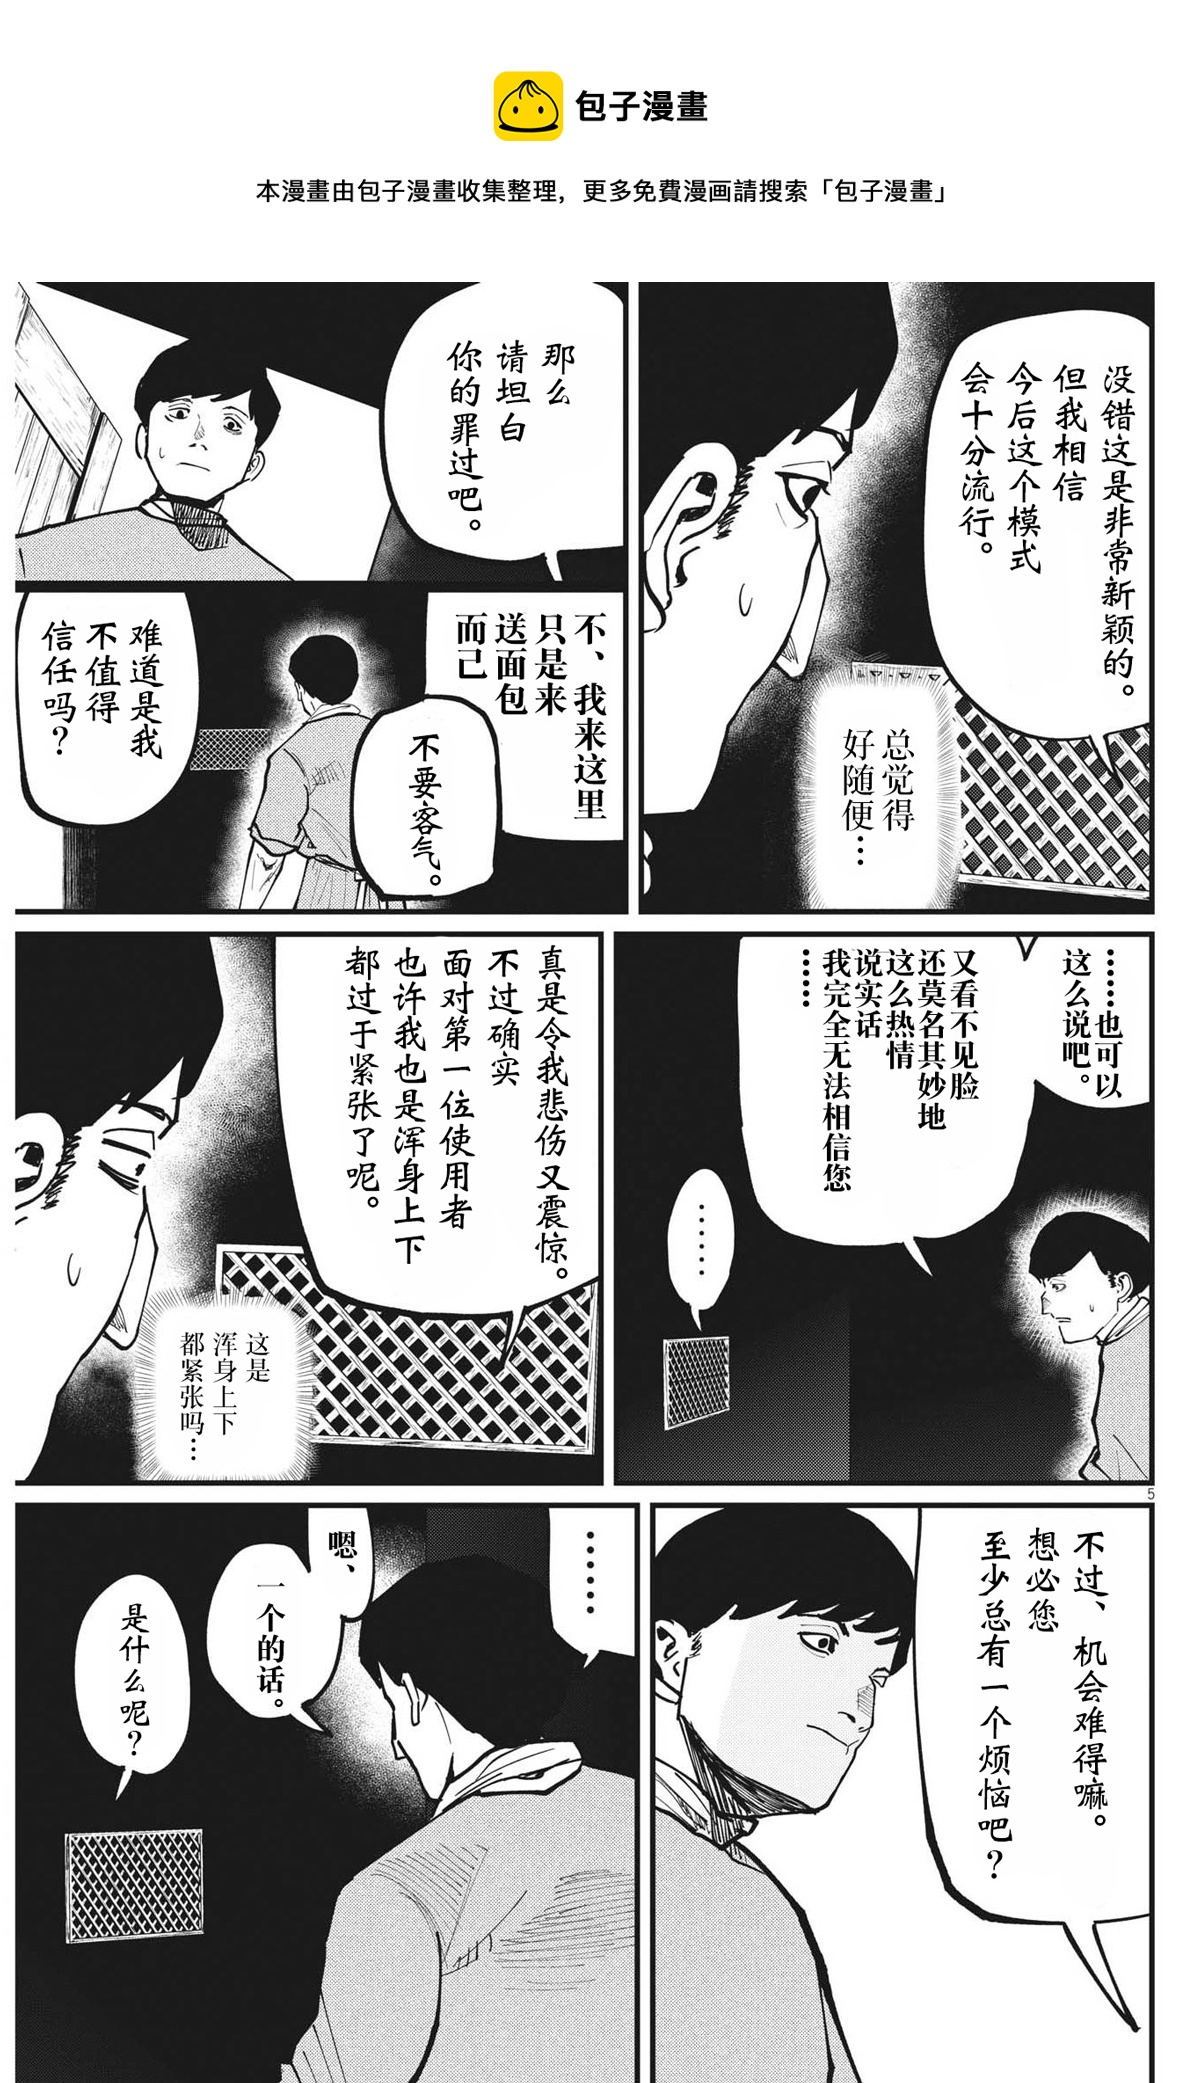 包子漫畫
本漫畫由包子漫畫收集整理，更多免費漫画請搜索「包子漫畫」
没错这是非常新颖的。
但我相信
今后这个模式
会十分流行。
总觉得
好随便…
那么
请坦白
你的罪过吧。
不、我来这里
只是来
送面包
而己
不要客气。
难道是我
不值得
信任吗？
……也可以
这么说吧。
又看不见脸
还莫名其妙地
这么热情
说实话
我完全无法相信您
……
……
真是令我悲伤又震惊。
不过确实
面对第一位使用者
也许我也是浑身上下
都过于紧张了呢。
这是
浑身上下
都紧张吗…
5
不过、机会难得嘛。
想必您
至少总有一个烦恼吧？
……
嗯、
一个的话。
是什么呢？